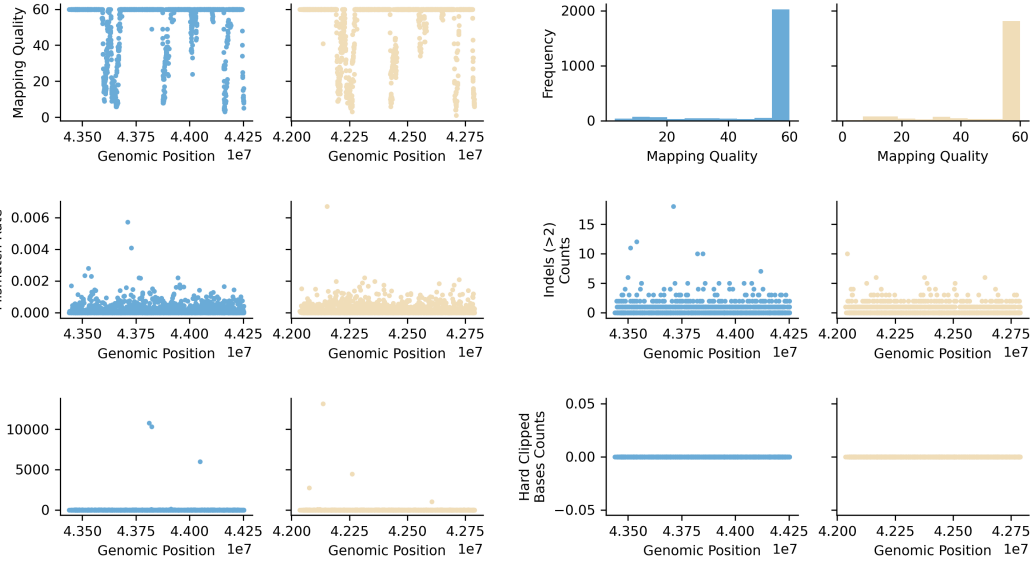 60
40
20
0
Mapping Quality
4.350 4.375 4.400 4.425
Genomic Position 1e7
4.200 4.225 4.250 4.275
Genomic Position 1e7
2000
1000
0
Frequency
20 40 60
Mapping Quality
0 20 40 60
Mapping Quality
0.006
0.004
0.002
0.000
4.350 4.375 4.400 4.425
Genomic Position 1e7
4.200 4.225 4.250 4.275
Genomic Position 1e7
15
10
5
0
Indels (>2)
Counts
4.350 4.375 4.400 4.425
Genomic Position 1e7
4.200 4.225 4.250 4.275
Genomic Position 1e7
10000
5000
0
4.350 4.375 4.400 4.425
Genomic Position 1e7
4.200 4.225 4.250 4.275
Genomic Position 1e7
0.05
0.00
−0.05
Hard Clipped
Bases Counts
4.350 4.375 4.400 4.425
Genomic Position 1e7
4.200 4.225 4.250 4.275
Genomic Position 1e7